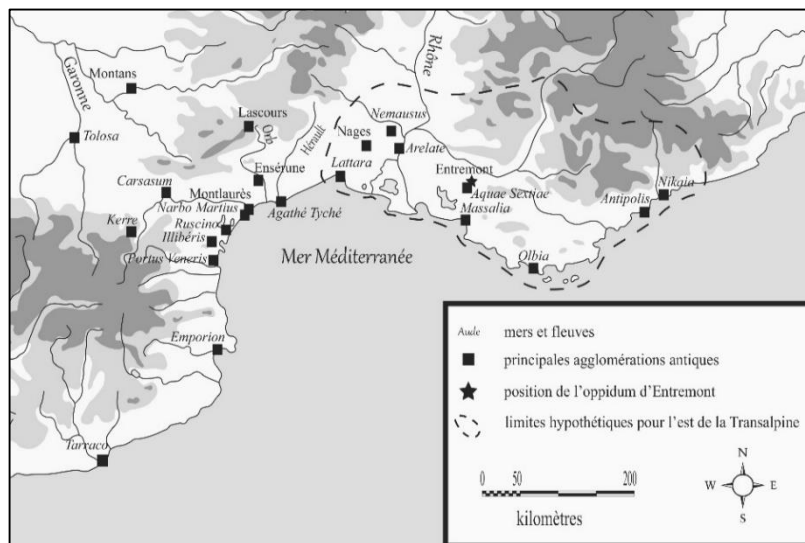 Garonne
Montans
Rhône
Lascours
Orb
Hérault
Nemausus
Tolosa
Nages
Arelate
Ensérune
Lattara
Entremont
Carsasum
Montlaurès
Aquae Sextiae
Nikaia
Narbo Martius
Agathé Tyché
Massalia
Antipolis
Kerre
Ruscino
Illibéris
Portus Veneris
Mer Méditerranée
Olbia
Emporion
Tarraco
Aude mers et fleuves
principales agglomérations antiques
position de l'oppidum d'Entremont
limites hypothétiques pour l'est de la Transalpine
0 50 200
kilomètres
N
W E
S